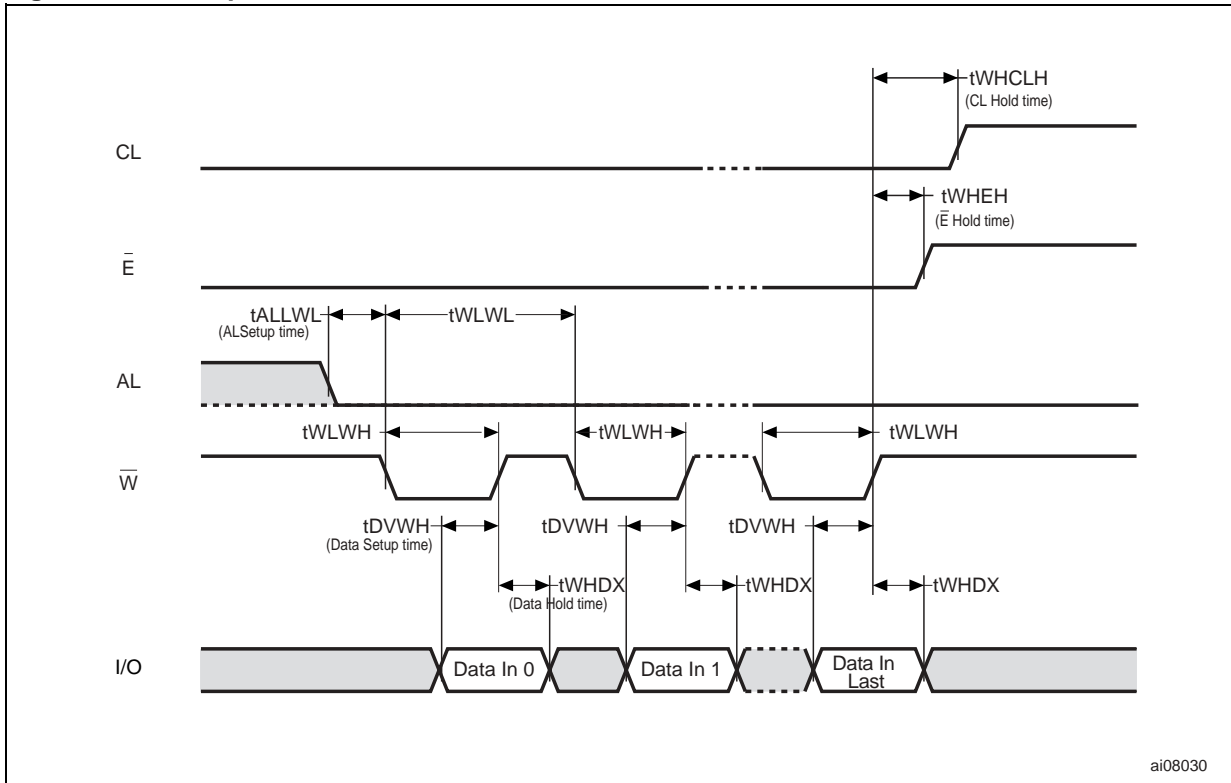 tWHCLH
(CL Hold time)
CL
tWHEH
(E̅ Hold time)
E̅
tALLWL
(ALSetup time)
tWLWL
AL
tWLWH
tWLWH
tWLWH
W̅
tDVWH
(Data Setup time)
tDVWH
tDVWH
tWHDX
(Data Hold time)
tWHDX
tWHDX
I/O
Data In 0
Data In 1
Data In
Last
ai08030